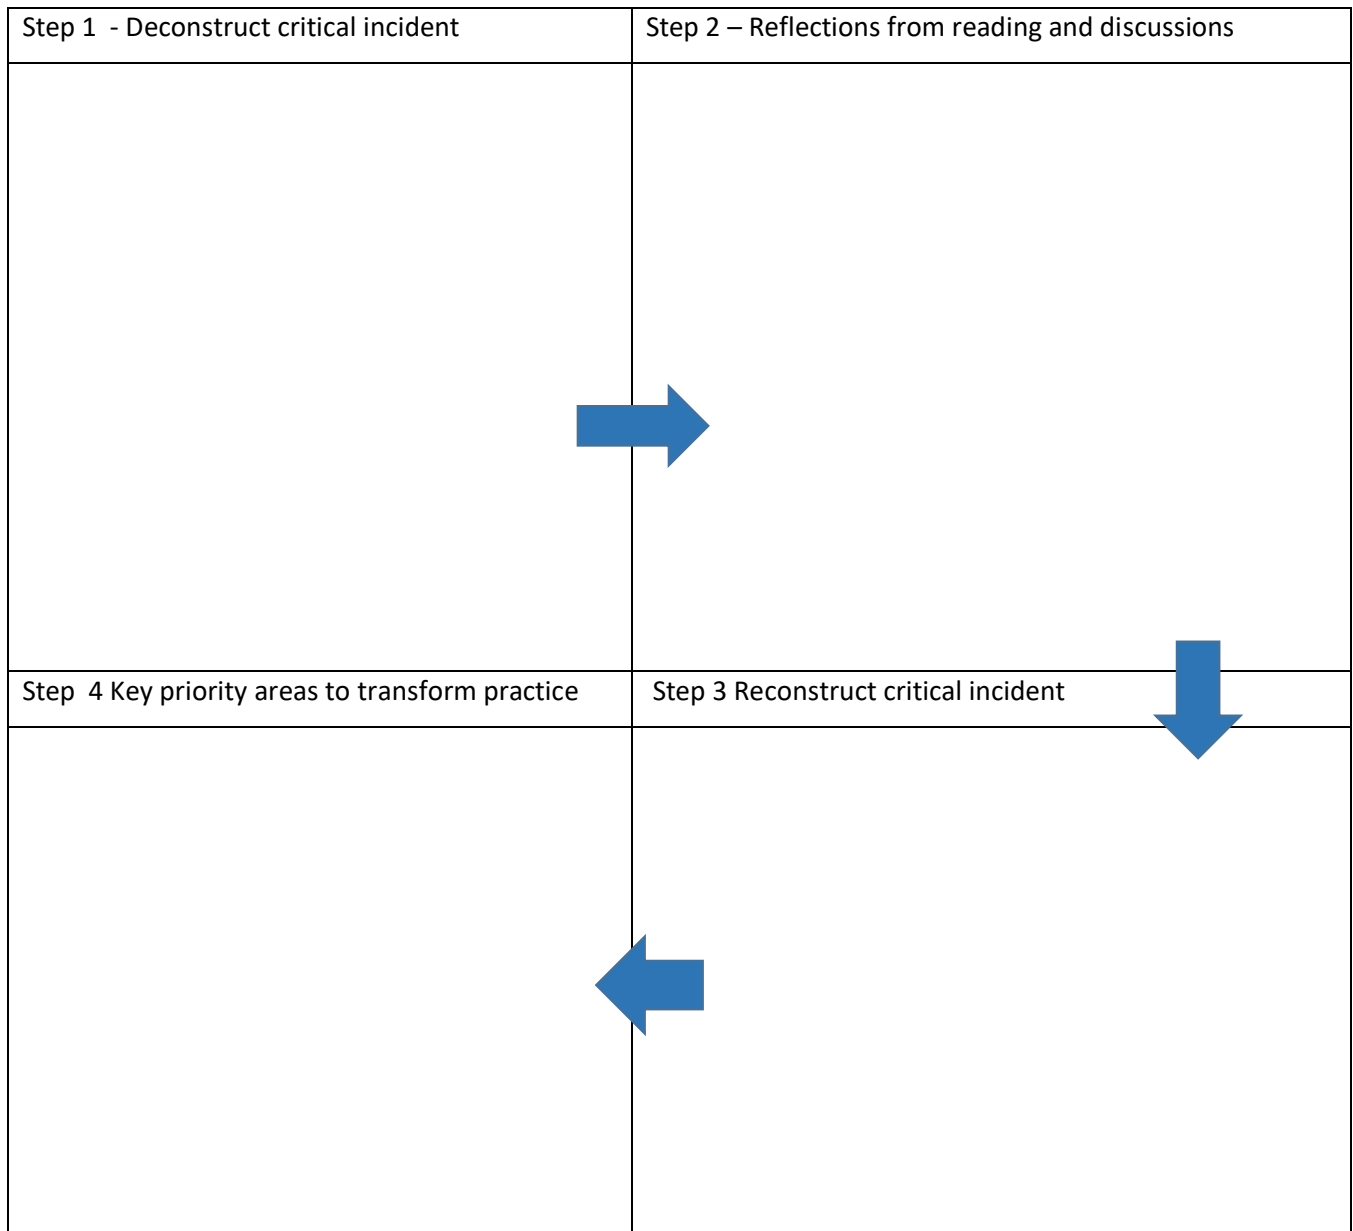 Step 1  - Deconstruct critical incident
Step 2 – Reflections from reading and discussions
Step  4 Key priority areas to transform practice
Step 3 Reconstruct critical incident